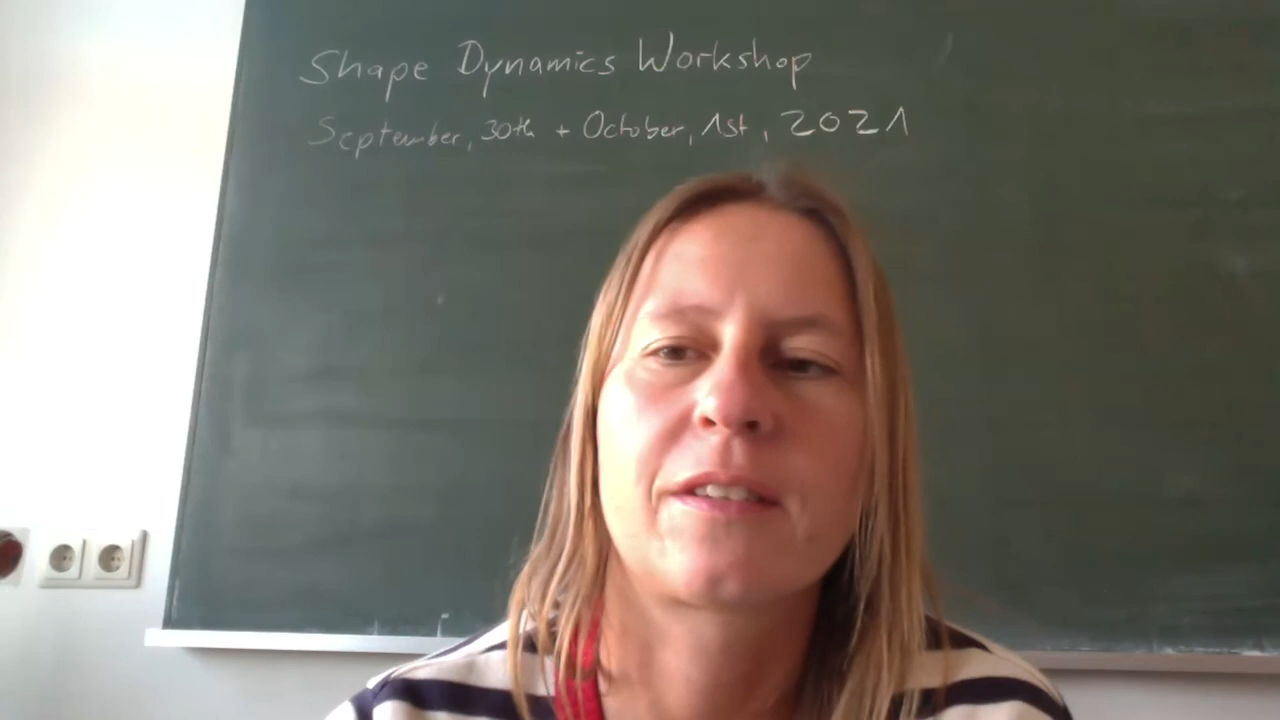 Shape Dynamics Workshop
September, 30th + October, 1st, 2021